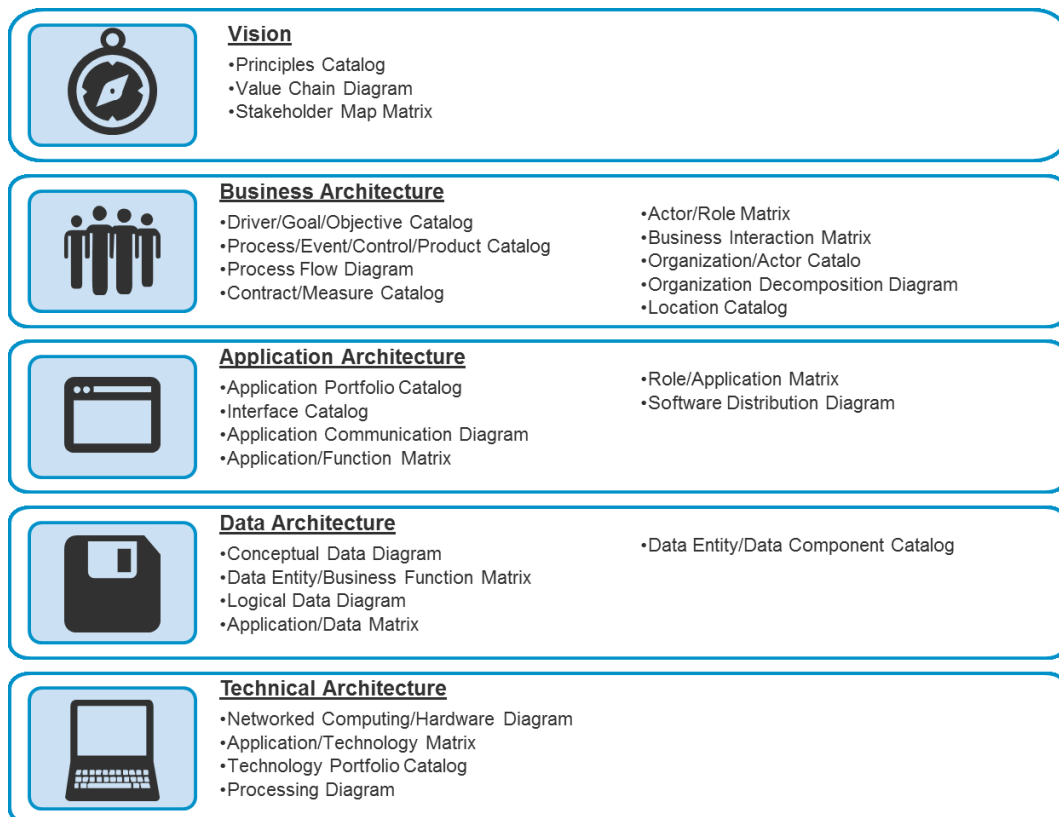 Vision
•Principles Catalog
•Value Chain Diagram
•Stakeholder Map Matrix
Business Architecture
•Driver/Goal/Objective Catalog
•Process/Event/Control/Product Catalog
•Process Flow Diagram
•Contract/Measure Catalog
•Actor/Role Matrix
•Business Interaction Matrix
•Organization/Actor Catalo
•Organization Decomposition Diagram
•Location Catalog
Application Architecture
•Application Portfolio Catalog
•Interface Catalog
•Application Communication Diagram
•Application/Function Matrix
•Role/Application Matrix
•Software Distribution Diagram
Data Architecture
•Conceptual Data Diagram
•Data Entity/Business Function Matrix
•Logical Data Diagram
•Application/Data Matrix
•Data Entity/Data Component Catalog
Technical Architecture
•Networked Computing/Hardware Diagram
•Application/Technology Matrix
•Technology Portfolio Catalog
•Processing Diagram